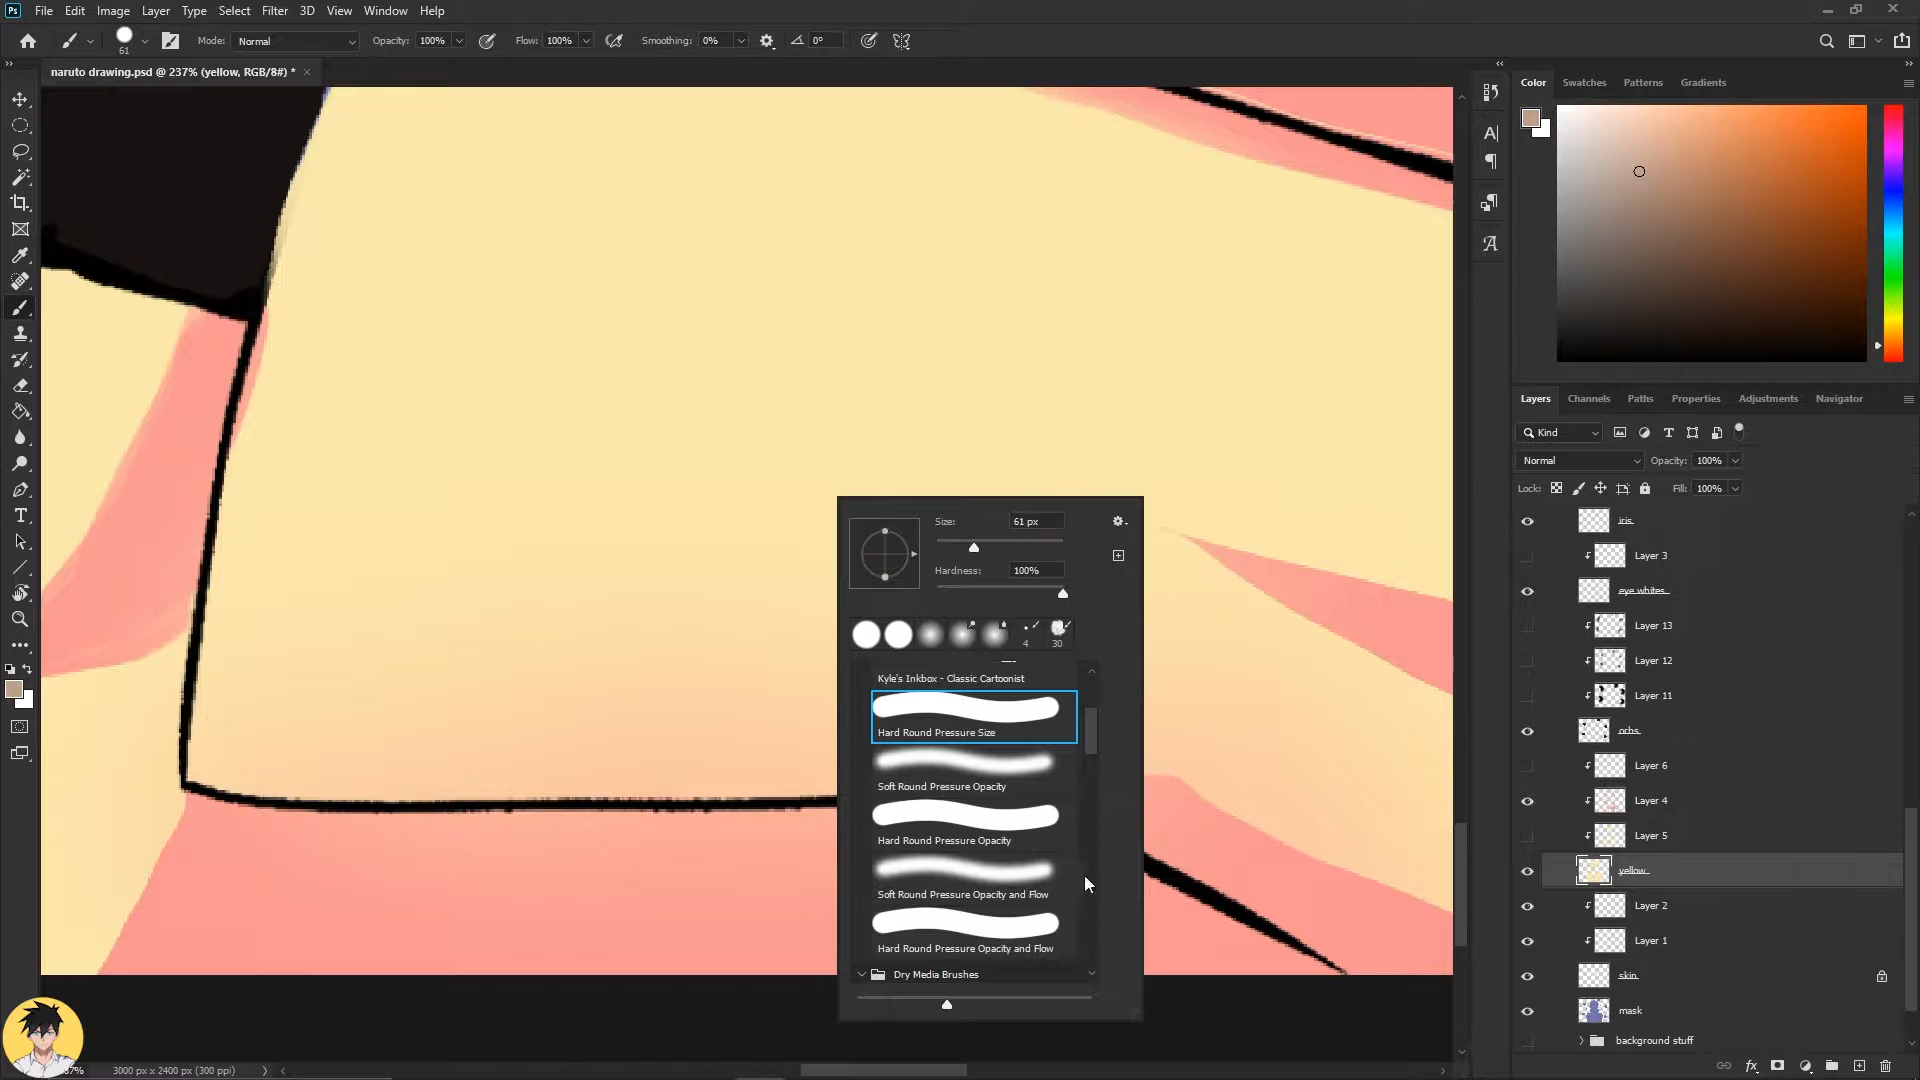 Ps File Edit Image Layer Type Select Filter 3D View Window Help
61 Mode: Normal Opacity: 100% Flow: 100% Smoothing: 0% 0°
naruto drawing.psd @ 237% (yellow, RGB/8#) * ×
Color Swatches Patterns Gradients
Layers Channels Paths Properties Adjustments Navigator
Kind
Normal Opacity: 100%
Lock: Fill: 100%
iris
Layer 3
eye whites
Layer 13
Layer 12
Layer 11
orbs
Layer 6
Layer 4
Layer 5
yellow
Layer 2
Layer 1
skin
mask
background stuff
Size: 61 px
Hardness: 100%
4 30
Kyle's Inkbox - Classic Cartoonist
Hard Round Pressure Size
Soft Round Pressure Opacity
Hard Round Pressure Opacity
Soft Round Pressure Opacity and Flow
Hard Round Pressure Opacity and Flow
Dry Media Brushes
3000 px x 2400 px (300 ppi)